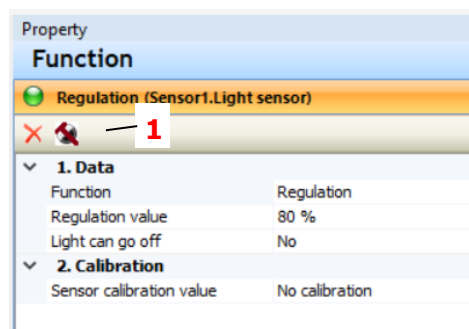 Property
Function
Regulation (Sensor1.Light sensor)
1
1. Data
Function Regulation
Regulation value 80 %
Light can go off No
2. Calibration
Sensor calibration value No calibration